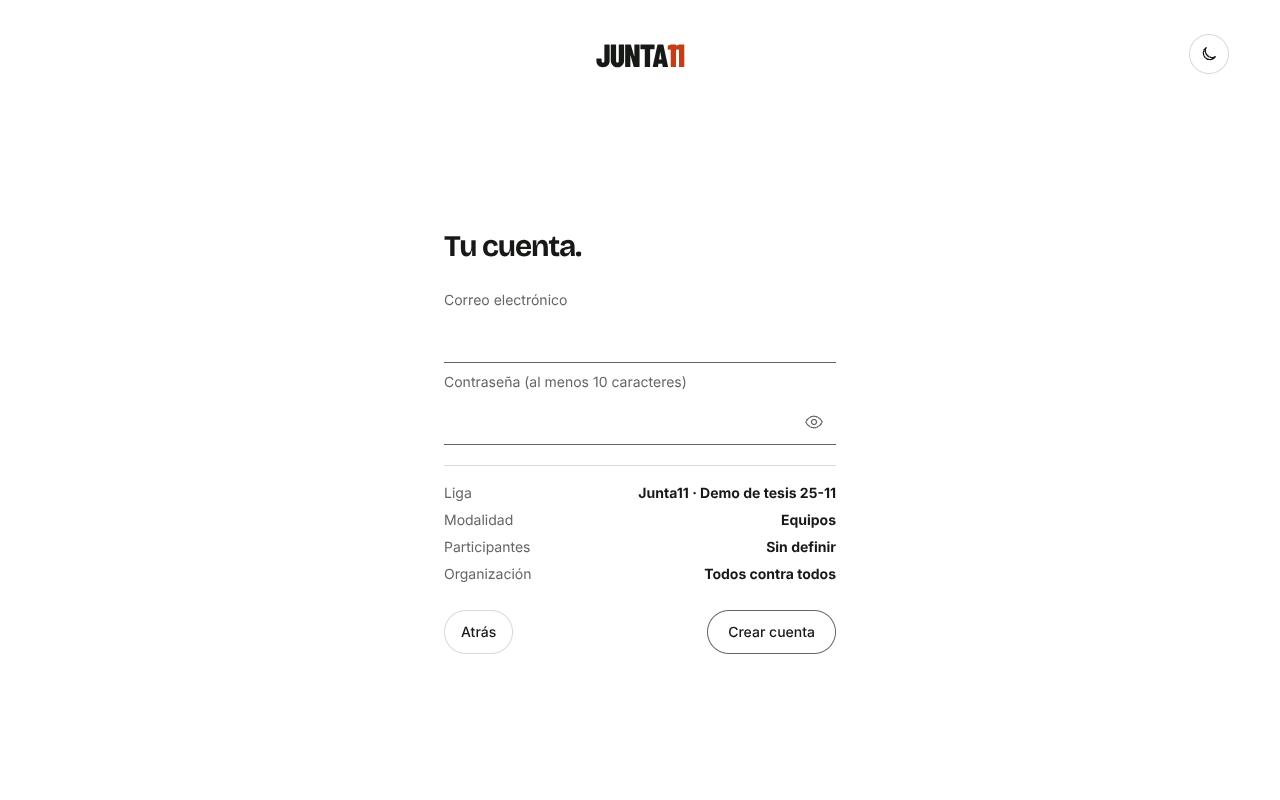 JUNTA11
Tu cuenta.
Correo electrónico
Contraseña (al menos 10 caracteres)
Liga Junta11 · Demo de tesis 25-11
Modalidad Equipos
Participantes Sin definir
Organización Todos contra todos
Atrás Crear cuenta